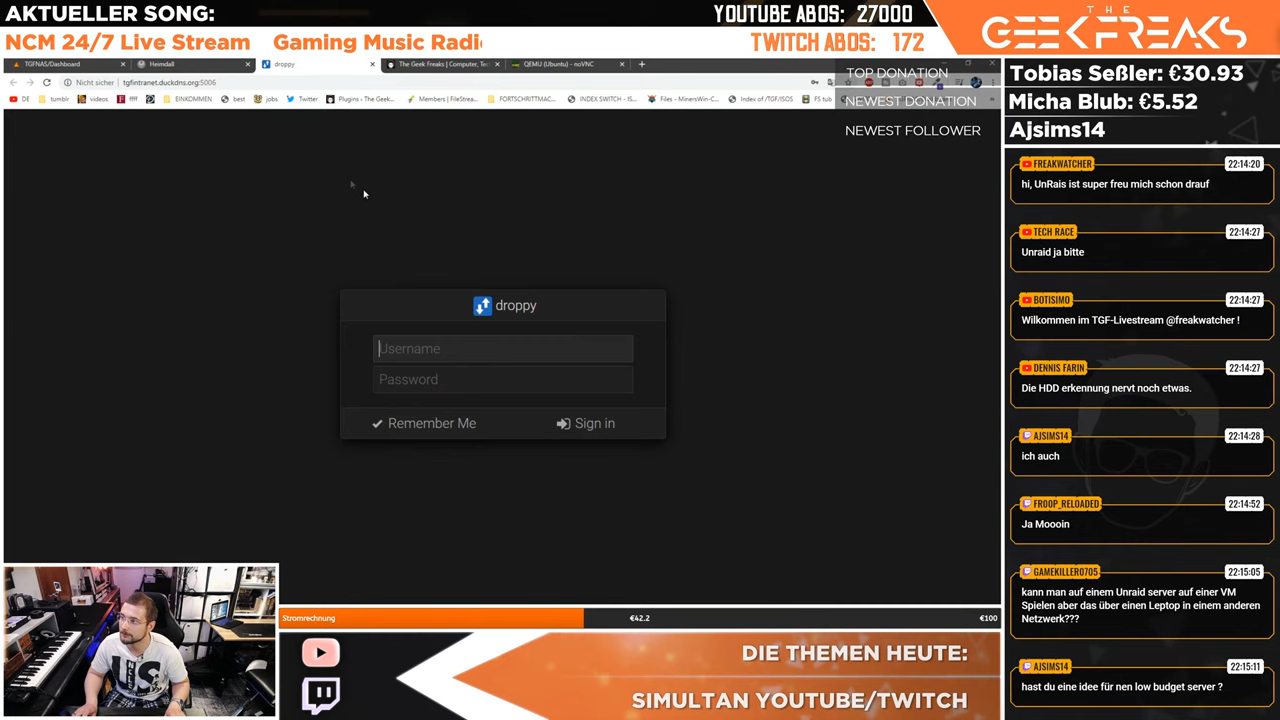 AKTUELLER SONG:
NCM 24/7 Live Stream Gaming Music Radi
YOUTUBE ABOS: 27000
TWITCH ABOS: 172
THE
GEEKFREAKS
TGFNAS/Dashboard
Heimdall
droppy
The Geek Freaks | Computer, Te
QEMU (Ubuntu) - noVNC
Nicht sicher | tgfintranet.duckdns.org:5006
DE
tumblr
videos
ffff
EINKOMMEN
best
jobs
Twitter
Plugins - The Geek...
Members | FileStrea...
FORTSCHRITTMAC...
INDEX SWITCH - IS...
Files - MinersWin-C...
Index of /TGF/ISOS
FS tub
TOP DONATION
NEWEST DONATION
NEWEST FOLLOWER
Tobias Seßler: €30.93
Micha Blub: €5.52
Ajsims14
droppy
Username
Password
Remember Me
Sign in
FREAKWATCHER 22:14:20
hi, UnRais ist super freu mich schon drauf
TECH RACE 22:14:27
Unraid ja bitte
BOTISIMO 22:14:27
Wilkommen im TGF-Livestream @freakwatcher !
DENNIS FARIN 22:14:27
Die HDD erkennung nervt noch etwas.
AJSIMS14 22:14:28
ich auch
FROOP_RELOADED 22:14:52
Ja Moooin
GAMEKILLER0705 22:15:05
kann man auf einem Unraid server auf einer VM
Spielen aber das über einen Leptop in einem anderen
Netzwerk???
AJSIMS14 22:15:11
hast du eine idee für nen low budget server ?
Stromrechnung €42.2 €100
DIE THEMEN HEUTE:
SIMULTAN YOUTUBE/TWITCH